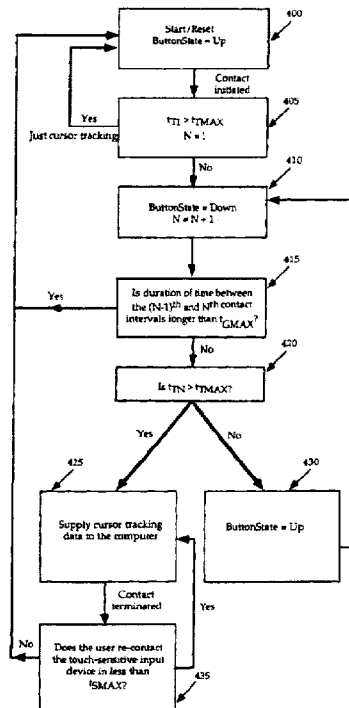 400
Start/Reset
ButtonState = Up
Contact
initiated
405
Yes
tT1 > tTMAX
N = 1
Just cursor tracking
No
410
ButtonState = Down
N = N + 1
415
Yes
Is duration of time between
the (N-1)th and Nth contact
intervals longer than tGMAX?
No
420
Is tTN > tTMAX?
Yes
No
425
430
Supply cursor tracking
data to the computer
ButtonState = Up
Contact
terminated
Yes
No
Does the user re-contact
the touch-sensitive input
device in less than
tSMAX?
435